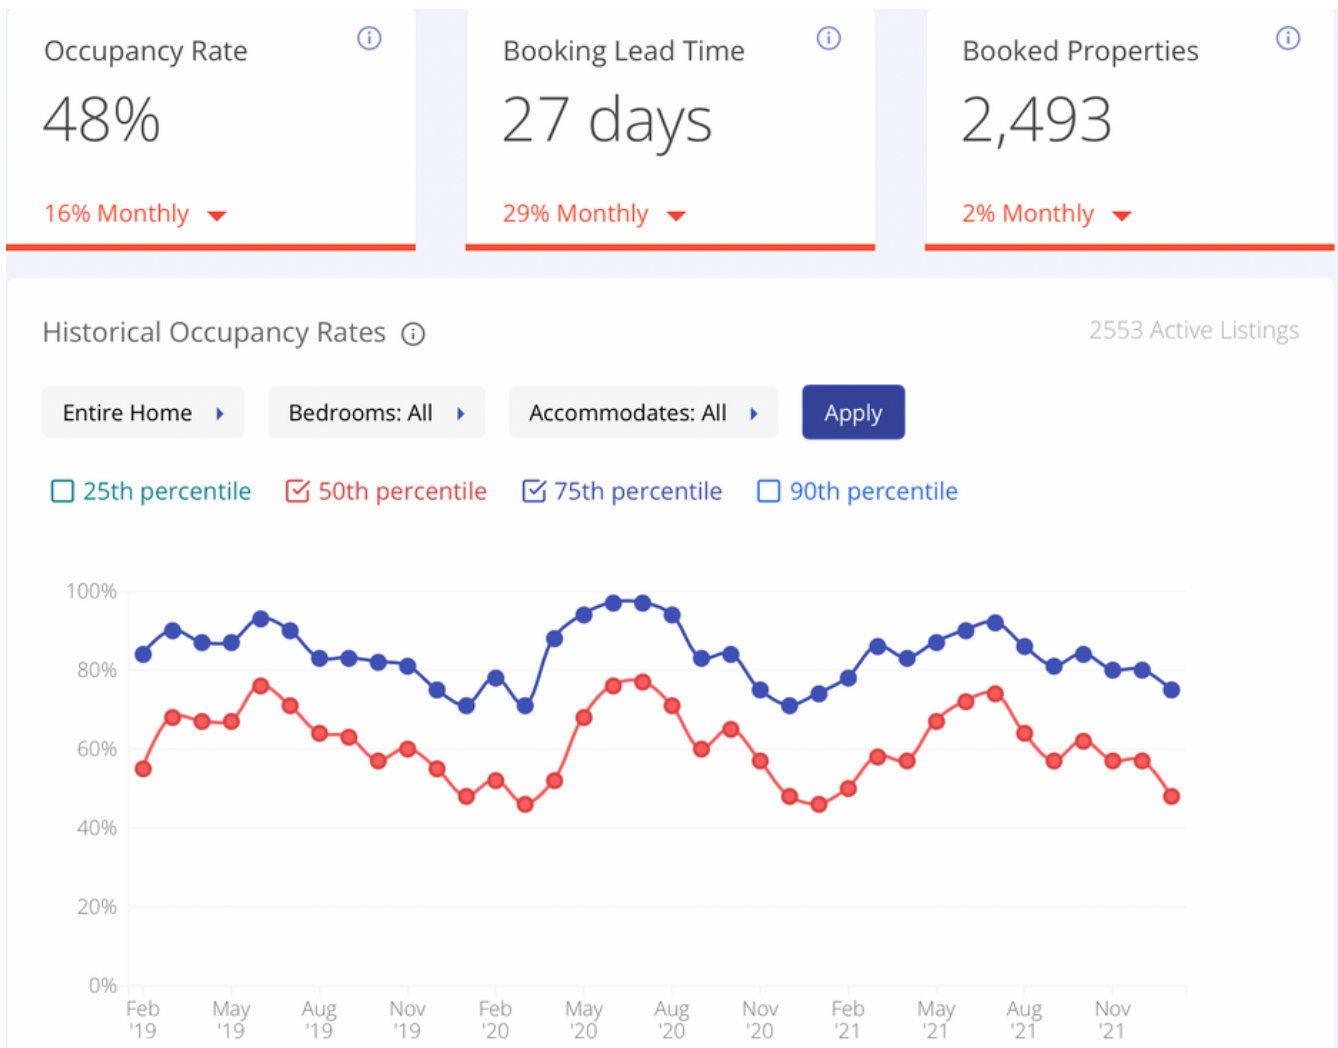 Occupancy Rate
48%
16% Monthly
Booking Lead Time
27 days
29% Monthly
Booked Properties
2,493
2% Monthly
Historical Occupancy Rates
2553 Active Listings
Entire Home
Bedrooms: All
Accommodates: All
Apply
25th percentile
50th percentile
75th percentile
90th percentile
100%
80%
60%
40%
20%
0%
Feb '19
May '19
Aug '19
Nov '19
Feb '20
May '20
Aug '20
Nov '20
Feb '21
May '21
Aug '21
Nov '21